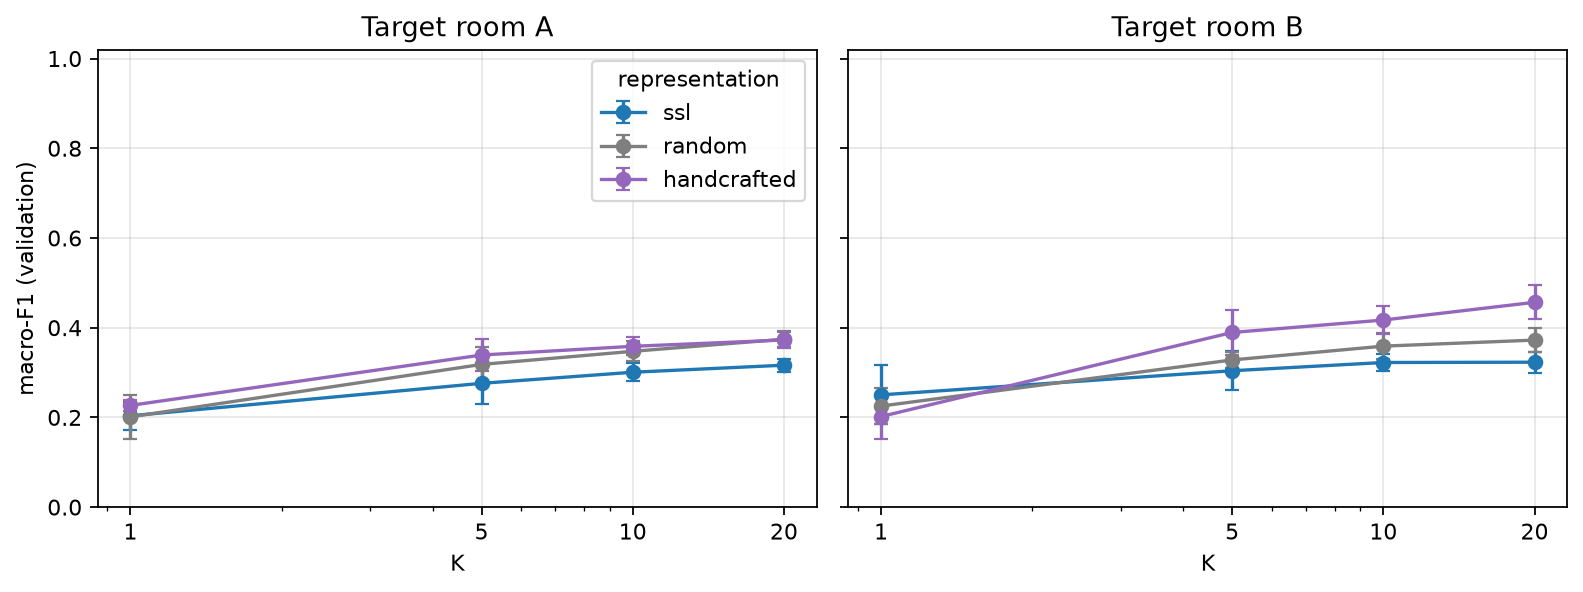 Target room A
Target room B
macro-F1 (validation)
1.0
0.8
0.6
0.4
0.2
0.0
representation
ssl
random
handcrafted
1 5 10 20
K
1 5 10 20
K